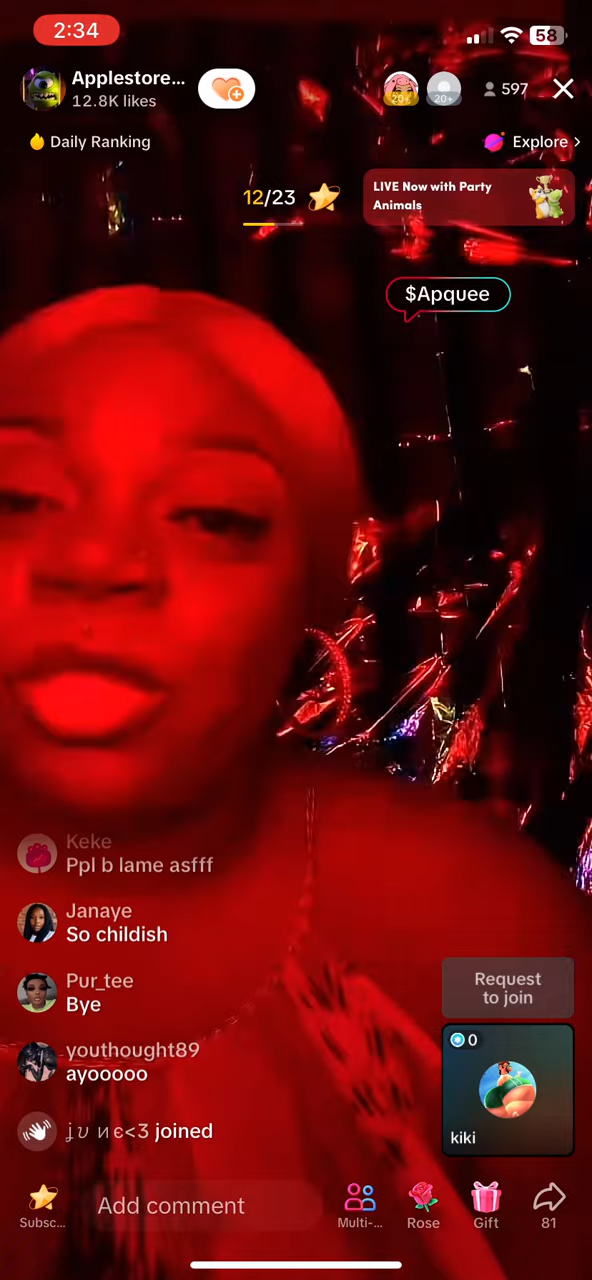 2:34
58
Applestore...
12.8K likes
20+
20+
597
Daily Ranking
Explore >
12/23
LIVE Now with Party
Animals
$Apquee
Keke
Ppl b lame asfff
Janaye
So childish
Pur_tee
Bye
youthought89
ayooooo
ʝ υ и є<3 joined
Request
to join
0
kiki
Add comment
Subsc...
Multi-...
Rose
Gift
81